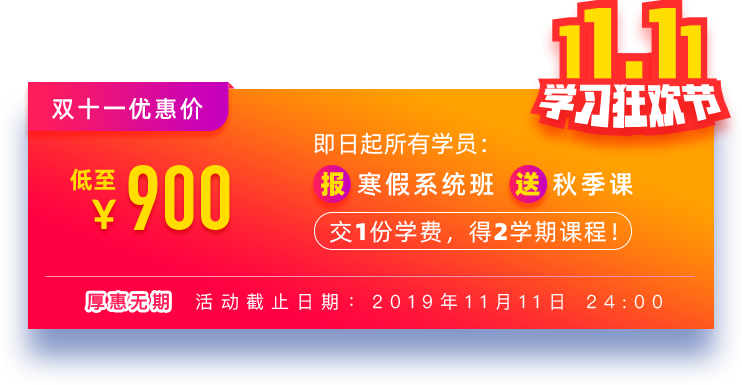 11.11
学习狂欢节
双十一优惠价
低至
¥900
即日起所有学员：
报 寒假系统班 送 秋季课
交1份学费，得2学期课程！
厚惠无期 活动截止日期：2019年11月11日 24:00